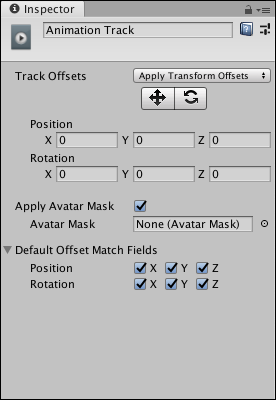 Inspector
Animation Track
Track Offsets Apply Transform Offsets
Position
X 0 Y 0 Z 0
Rotation
X 0 Y 0 Z 0
Apply Avatar Mask
Avatar Mask None (Avatar Mask)
Default Offset Match Fields
Position X Y Z
Rotation X Y Z